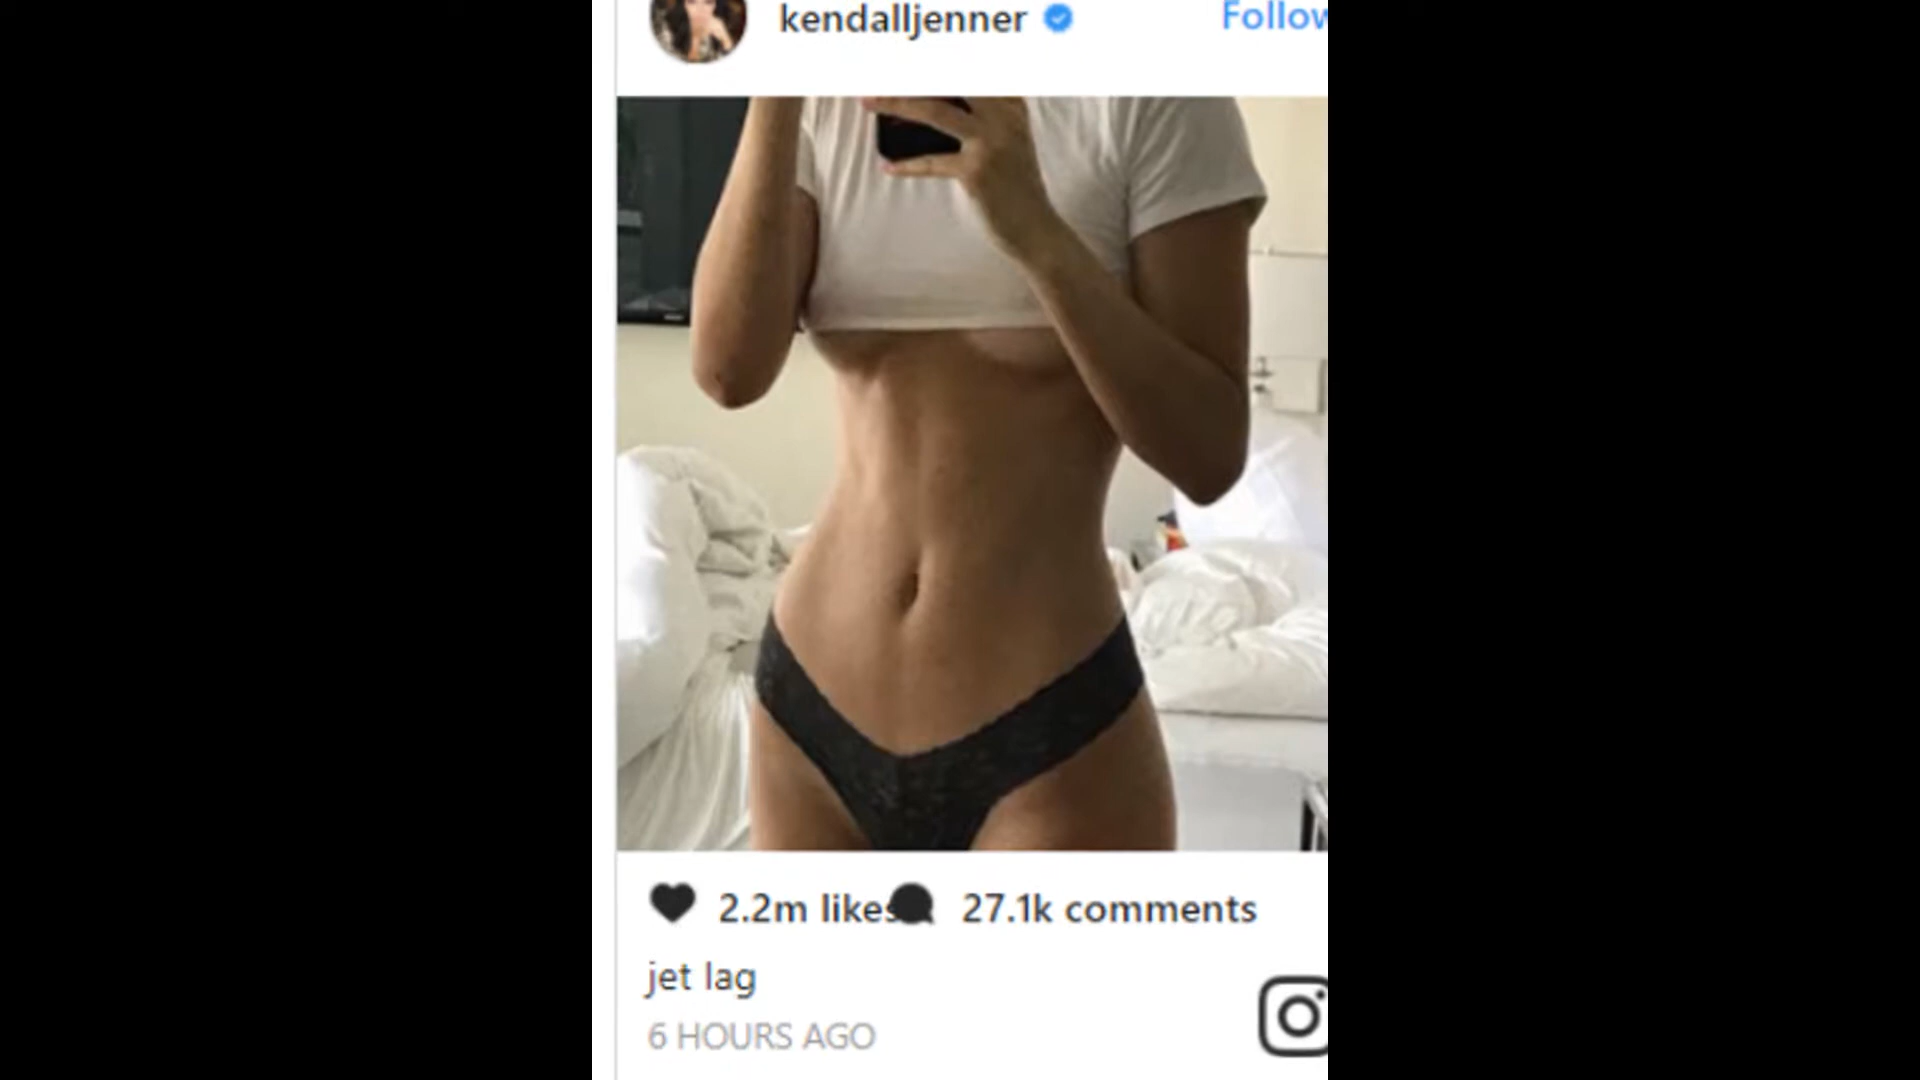 kendalljenner Follow
2.2m likes 27.1k comments
jet lag
6 HOURS AGO